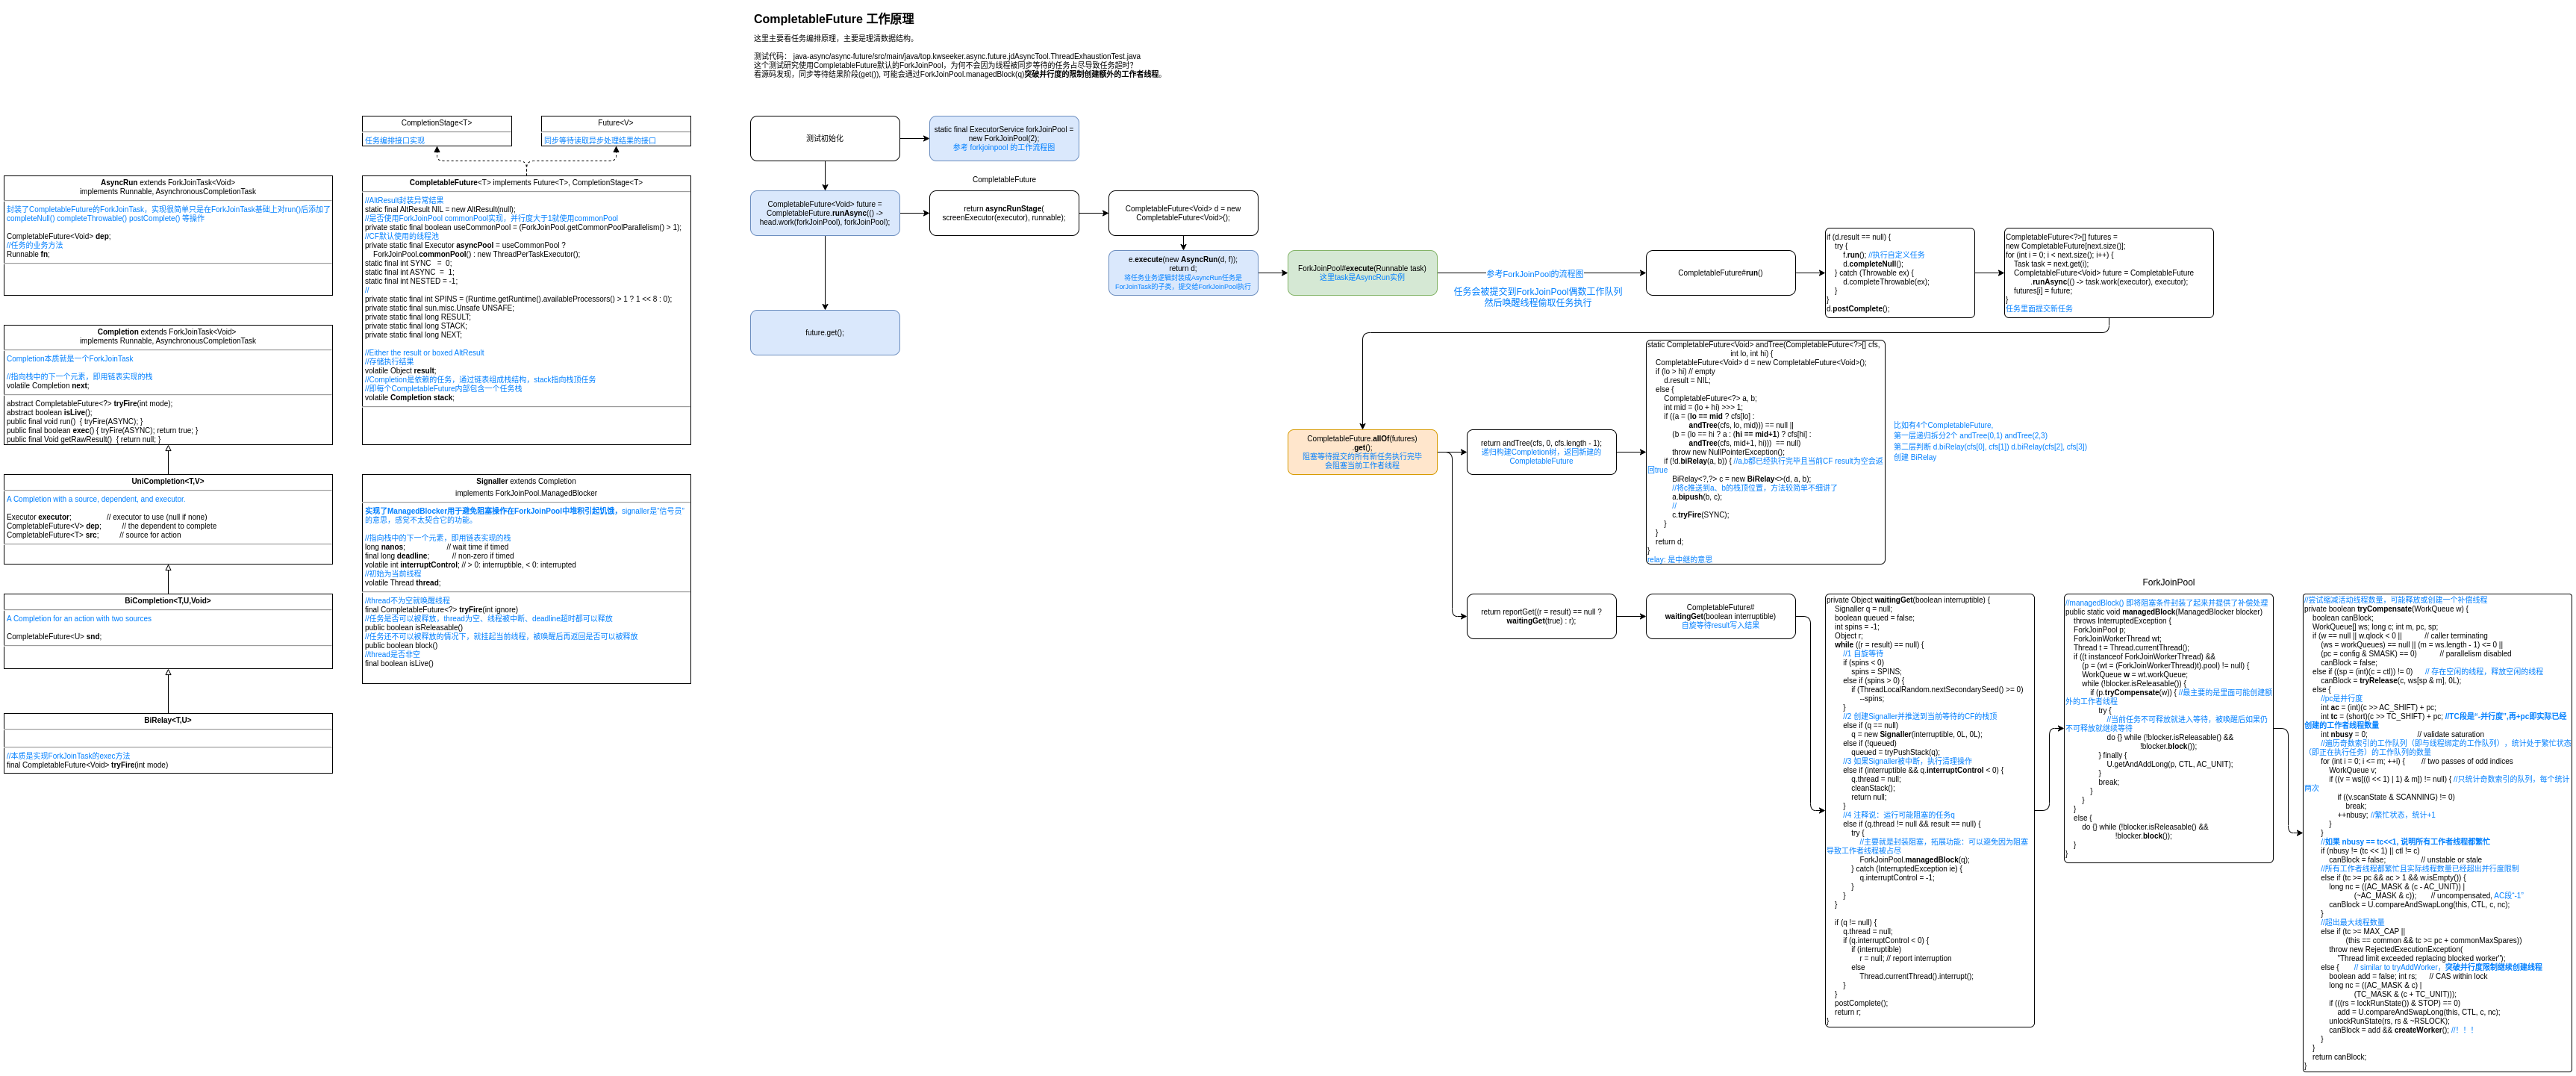 CompletableFuture 工作原理
这里主要看任务编排原理，主要是理清数据结构。
测试代码： java-async/async-future/src/main/java/top.kwseeker.async.future.jdAsyncTool.ThreadExhaustionTest.java
这个测试研究使用CompletableFuture默认的ForkJoinPool，为何不会因为线程被同步等待的任务占尽导致任务超时？
看源码发现，同步等待结果阶段(get()), 可能会通过ForkJoinPool.managedBlock(q)突破并行度的限制创建额外的工作者线程。
CompletionStage<T>
任务编排接口实现
Future<V>
同步等待读取异步处理结果的接口
AsyncRun extends ForkJoinTask<Void>
implements Runnable, AsynchronousCompletionTask
封装了CompletableFuture的ForkJoinTask，实现很简单只是在ForkJoinTask基础上对run()后添加了
completeNull() completeThrowable() postComplete() 等操作
CompletableFuture<Void> dep;
//任务的业务方法
Runnable fn;
Completion extends ForkJoinTask<Void>
implements Runnable, AsynchronousCompletionTask
Completion本质就是一个ForkJoinTask
//指向栈中的下一个元素，即用链表实现的栈
volatile Completion next;
abstract CompletableFuture<?> tryFire(int mode);
abstract boolean isLive();
public final void run()  { tryFire(ASYNC); }
public final boolean exec() { tryFire(ASYNC); return true; }
public final Void getRawResult()  { return null; }
UniCompletion<T,V>
A Completion with a source, dependent, and executor.
Executor executor;                 // executor to use (null if none)
CompletableFuture<V> dep;          // the dependent to complete
CompletableFuture<T> src;          // source for action
BiCompletion<T,U,Void>
A Completion for an action with two sources
CompletableFuture<U> snd;
BiRelay<T,U>
//本质是实现ForkJoinTask的exec方法
final CompletableFuture<Void> tryFire(int mode)
CompletableFuture<T> implements Future<T>, CompletionStage<T>
//AltResult封装异常结果
static final AltResult NIL = new AltResult(null);
//是否使用ForkJoinPool commonPool实现，并行度大于1就使用commonPool
private static final boolean useCommonPool = (ForkJoinPool.getCommonPoolParallelism() > 1);
//CF默认使用的线程池
private static final Executor asyncPool = useCommonPool ?
    ForkJoinPool.commonPool() : new ThreadPerTaskExecutor();
static final int SYNC   =  0;
static final int ASYNC  =  1;
static final int NESTED = -1;
//
private static final int SPINS = (Runtime.getRuntime().availableProcessors() > 1 ? 1 << 8 : 0);
private static final sun.misc.Unsafe UNSAFE;
private static final long RESULT;
private static final long STACK;
private static final long NEXT;
//Either the result or boxed AltResult
//存储执行结果
volatile Object result;
//Completion是依赖的任务，通过链表组成栈结构，stack指向栈顶任务
//即每个CompletableFuture内部包含一个任务栈
volatile Completion stack;
Signaller extends Completion
implements ForkJoinPool.ManagedBlocker
实现了ManagedBlocker用于避免阻塞操作在ForkJoinPool中堆积引起饥饿，signaller是“信号员”
的意思，感觉不太契合它的功能。
//指向栈中的下一个元素，即用链表实现的栈
long nanos;                    // wait time if timed
final long deadline;           // non-zero if timed
volatile int interruptControl; // > 0: interruptible, < 0: interrupted
//初始为当前线程
volatile Thread thread;
//thread不为空就唤醒线程
final CompletableFuture<?> tryFire(int ignore)
//任务是否可以被释放，thread为空、线程被中断、deadline超时都可以释放
public boolean isReleasable()
//任务还不可以被释放的情况下，就挂起当前线程，被唤醒后再返回是否可以被释放
public boolean block()
//thread是否非空
final boolean isLive()
测试初始化
static final ExecutorService forkJoinPool =
new ForkJoinPool(2);
参考 forkjoinpool 的工作流程图
CompletableFuture
CompletableFuture<Void> future =
CompletableFuture.runAsync(() ->
head.work(forkJoinPool), forkJoinPool);
return asyncRunStage(
screenExecutor(executor), runnable);
CompletableFuture<Void> d = new
CompletableFuture<Void>();
e.execute(new AsyncRun(d, f));
return d;
将任务业务逻辑封装成AsyncRun任务是
ForJoinTask的子类，提交给ForkJoinPool执行
ForkJoinPool#execute(Runnable task)
这里task是AsyncRun实例
参考ForkJoinPool的流程图
任务会被提交到ForkJoinPool偶数工作队列
然后唤醒线程偷取任务执行
CompletableFuture#run()
if (d.result == null) {
    try {
        f.run(); //执行自定义任务
        d.completeNull();
    } catch (Throwable ex) {
        d.completeThrowable(ex);
    }
}
d.postComplete();
CompletableFuture<?>[] futures =
new CompletableFuture[next.size()];
for (int i = 0; i < next.size(); i++) {
    Task task = next.get(i);
    CompletableFuture<Void> future = CompletableFuture
            .runAsync(() -> task.work(executor), executor);
    futures[i] = future;
}
任务里面提交新任务
future.get();
CompletableFuture.allOf(futures)
.get();
阻塞等待提交的所有新任务执行完毕
会阻塞当前工作者线程
return andTree(cfs, 0, cfs.length - 1);
递归构建Completion树，返回新建的
CompletableFuture
static CompletableFuture<Void> andTree(CompletableFuture<?>[] cfs,
                                       int lo, int hi) {
    CompletableFuture<Void> d = new CompletableFuture<Void>();
    if (lo > hi) // empty
        d.result = NIL;
    else {
        CompletableFuture<?> a, b;
        int mid = (lo + hi) >>> 1;
        if ((a = (lo == mid ? cfs[lo] :
                  andTree(cfs, lo, mid))) == null ||
            (b = (lo == hi ? a : (hi == mid+1) ? cfs[hi] :
                  andTree(cfs, mid+1, hi)))  == null)
            throw new NullPointerException();
        if (!d.biRelay(a, b)) { //a,b都已经执行完毕且当前CF result为空会返
回true
            BiRelay<?,?> c = new BiRelay<>(d, a, b);
            //将c推送到a、b的栈顶位置，方法较简单不细讲了
            a.bipush(b, c);
            //
            c.tryFire(SYNC);
        }
    }
    return d;
}
relay: 是中继的意思
比如有4个CompletableFuture,
第一层递归拆分2个 andTree(0,1) andTree(2,3)
第二层判断 d.biRelay(cfs[0], cfs[1]) d.biRelay(cfs[2], cfs[3])
创建 BiRelay
return reportGet((r = result) == null ?
waitingGet(true) : r);
CompletableFuture#
waitingGet(boolean interruptible)
自旋等待result写入结果
private Object waitingGet(boolean interruptible) {
    Signaller q = null;
    boolean queued = false;
    int spins = -1;
    Object r;
    while ((r = result) == null) {
        //1 自旋等待
        if (spins < 0)
            spins = SPINS;
        else if (spins > 0) {
            if (ThreadLocalRandom.nextSecondarySeed() >= 0)
                --spins;
        }
        //2 创建Signaller并推送到当前等待的CF的栈顶
        else if (q == null)
            q = new Signaller(interruptible, 0L, 0L);
        else if (!queued)
            queued = tryPushStack(q);
        //3 如果Signaller被中断，执行清理操作
        else if (interruptible && q.interruptControl < 0) {
            q.thread = null;
            cleanStack();
            return null;
        }
        //4 注释说：运行可能阻塞的任务q
        else if (q.thread != null && result == null) {
            try {
                //主要就是封装阻塞，拓展功能：可以避免因为阻塞
导致工作者线程被占尽
                ForkJoinPool.managedBlock(q);
            } catch (InterruptedException ie) {
                q.interruptControl = -1;
            }
        }
    }
    if (q != null) {
        q.thread = null;
        if (q.interruptControl < 0) {
            if (interruptible)
                r = null; // report interruption
            else
                Thread.currentThread().interrupt();
        }
    }
    postComplete();
    return r;
}
ForkJoinPool
//managedBlock() 即将阻塞条件封装了起来并提供了补偿处理
public static void managedBlock(ManagedBlocker blocker)
    throws InterruptedException {
    ForkJoinPool p;
    ForkJoinWorkerThread wt;
    Thread t = Thread.currentThread();
    if ((t instanceof ForkJoinWorkerThread) &&
        (p = (wt = (ForkJoinWorkerThread)t).pool) != null) {
        WorkQueue w = wt.workQueue;
        while (!blocker.isReleasable()) {
            if (p.tryCompensate(w)) { //最主要的是里面可能创建额
外的工作者线程
                try {
                    //当前任务不可释放就进入等待，被唤醒后如果仍
不可释放就继续等待
                    do {} while (!blocker.isReleasable() &&
                                 !blocker.block());
                } finally {
                    U.getAndAddLong(p, CTL, AC_UNIT);
                }
                break;
            }
        }
    }
    else {
        do {} while (!blocker.isReleasable() &&
                     !blocker.block());
    }
}
//尝试缩减活动线程数量，可能释放或创建一个补偿线程
private boolean tryCompensate(WorkQueue w) {
    boolean canBlock;
    WorkQueue[] ws; long c; int m, pc, sp;
    if (w == null || w.qlock < 0 ||           // caller terminating
        (ws = workQueues) == null || (m = ws.length - 1) <= 0 ||
        (pc = config & SMASK) == 0)           // parallelism disabled
        canBlock = false;
    else if ((sp = (int)(c = ctl)) != 0)      // 存在空闲的线程，释放空闲的线程
        canBlock = tryRelease(c, ws[sp & m], 0L);
    else {
        //pc是并行度
        int ac = (int)(c >> AC_SHIFT) + pc;
        int tc = (short)(c >> TC_SHIFT) + pc; //TC段是“-并行度”,再+pc即实际已经
创建的工作者线程数量
        int nbusy = 0;                        // validate saturation
        //遍历奇数索引的工作队列（即与线程绑定的工作队列），统计处于繁忙状态
（即正在执行任务）的工作队列的数量
        for (int i = 0; i <= m; ++i) {        // two passes of odd indices
            WorkQueue v;
            if ((v = ws[((i << 1) | 1) & m]) != null) { //只统计奇数索引的队列，每个统计
两次
                if ((v.scanState & SCANNING) != 0)
                    break;
                ++nbusy; //繁忙状态，统计+1
            }
        }
        //如果 nbusy == tc<<1, 说明所有工作者线程都繁忙
        if (nbusy != (tc << 1) || ctl != c)
            canBlock = false;                 // unstable or stale
        //所有工作者线程都繁忙且实际线程数量已经超出并行度限制
        else if (tc >= pc && ac > 1 && w.isEmpty()) {
            long nc = ((AC_MASK & (c - AC_UNIT)) |
                       (~AC_MASK & c));       // uncompensated, AC段“-1”
            canBlock = U.compareAndSwapLong(this, CTL, c, nc);
        }
        //超出最大线程数量
        else if (tc >= MAX_CAP ||
                 (this == common && tc >= pc + commonMaxSpares))
            throw new RejectedExecutionException(
                "Thread limit exceeded replacing blocked worker");
        else {       // similar to tryAddWorker，突破并行度限制继续创建线程
            boolean add = false; int rs;      // CAS within lock
            long nc = ((AC_MASK & c) |
                       (TC_MASK & (c + TC_UNIT)));
            if (((rs = lockRunState()) & STOP) == 0)
                add = U.compareAndSwapLong(this, CTL, c, nc);
            unlockRunState(rs, rs & ~RSLOCK);
            canBlock = add && createWorker(); //！！！
        }
    }
    return canBlock;
}